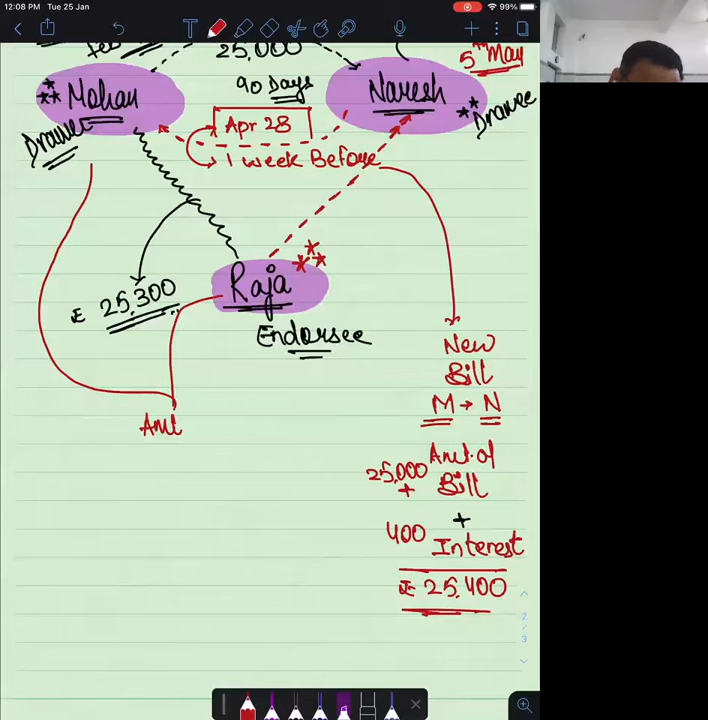 12:08 PM Tue 25 Jan
99%
25,000
5th May
Mohan
90 Days
Naresh
Drawer
Drawee
Apr 28
1 week Before
25,300
Raja
Endorsee
New
Bill
M → N
Amt
25,000 Amt. of
+ Bill
+
400 Interest
25,400
2
/
3